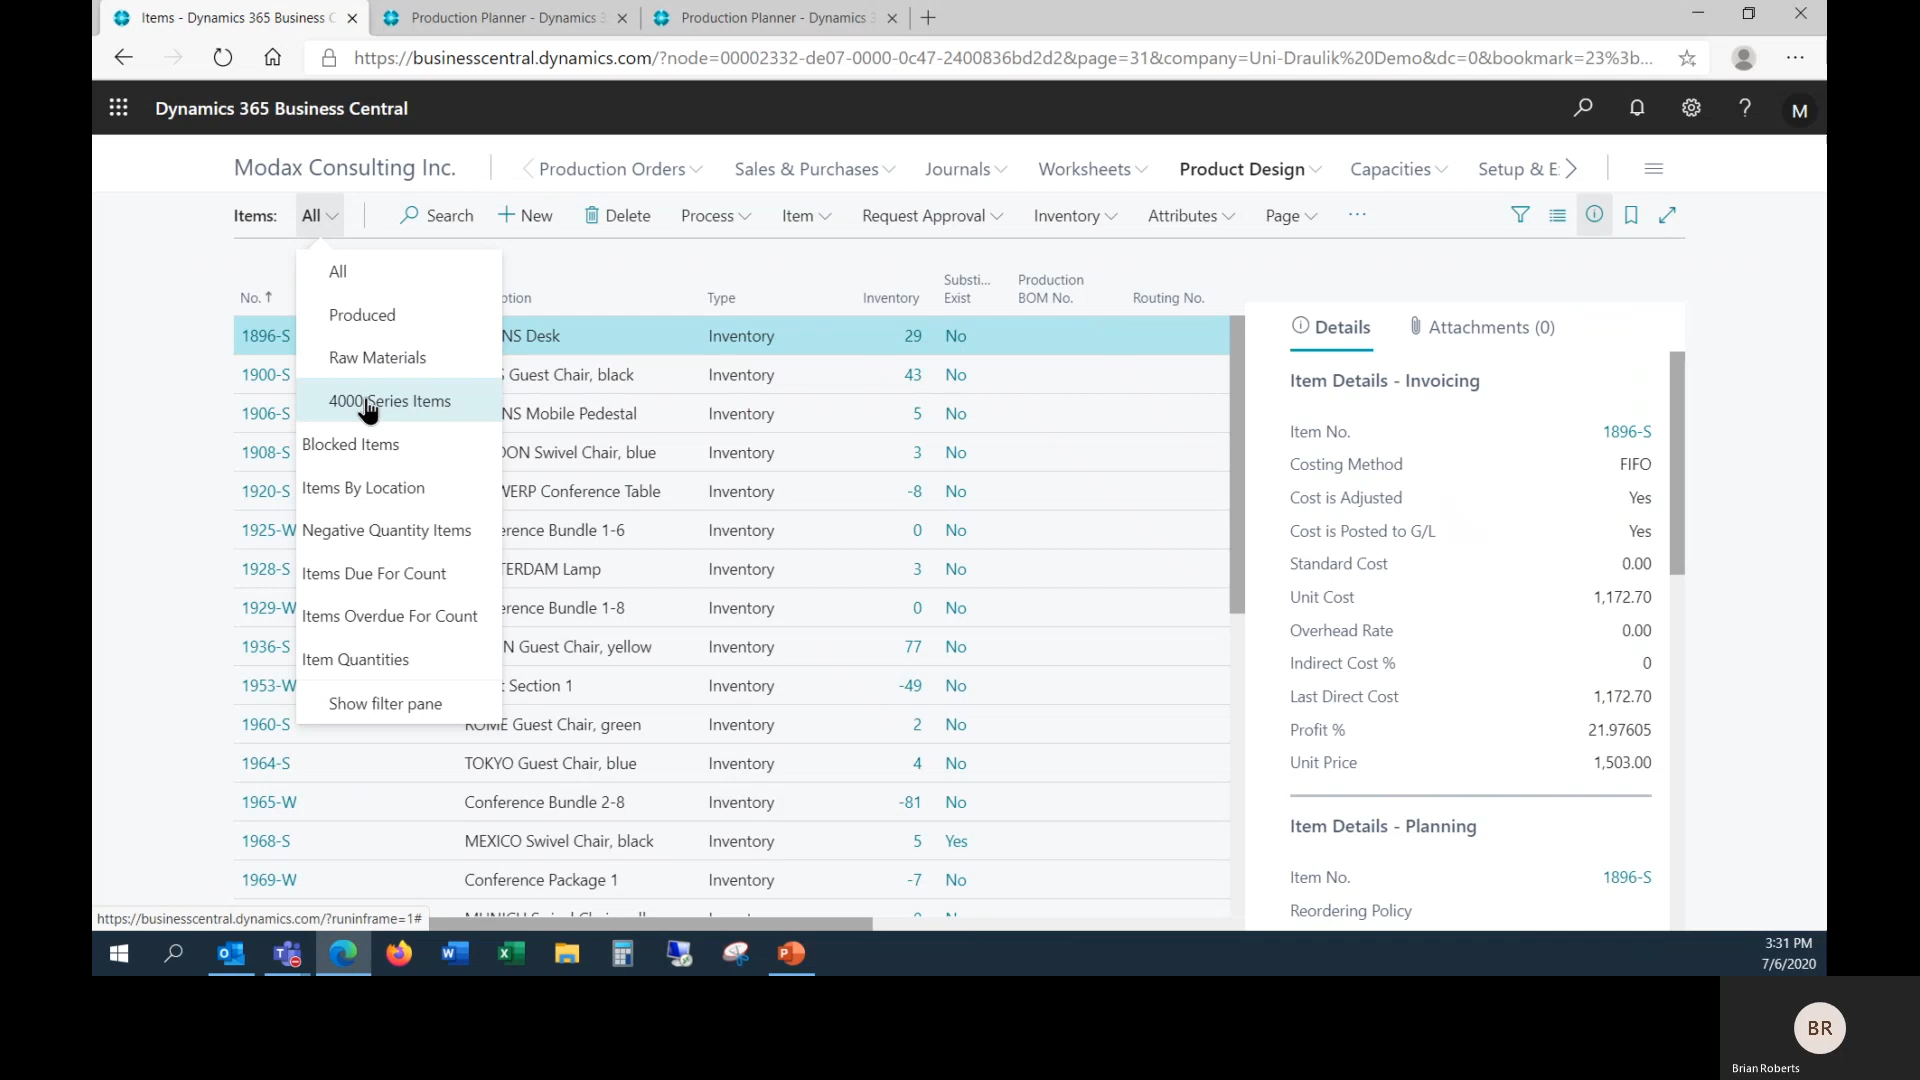 Items - Dynamics 365 Business C
Production Planner - Dynamics 3
Production Planner - Dynamics 3
https://businesscentral.dynamics.com/?node=00002332-de07-0000-0c47-2400836bd2d2&page=31&company=Uni-Draulik%20Demo&dc=0&bookmark=23%3b...
Dynamics 365 Business Central
M
Modax Consulting Inc.
Production Orders Sales & Purchases Journals Worksheets Product Design Capacities Setup & E
Items: All Search New Delete Process Item Request Approval Inventory Attributes Page
All
Produced
Raw Materials
4000 Series Items
Blocked Items
Items By Location
Negative Quantity Items
Items Due For Count
Items Overdue For Count
Item Quantities
Show filter pane
No. ↑ ption Type Inventory Substi... Exist Production BOM No. Routing No.
1896-S NS Desk Inventory 29 No
1900-S Guest Chair, black Inventory 43 No
1906-S NS Mobile Pedestal Inventory 5 No
1908-S DON Swivel Chair, blue Inventory 3 No
1920-S WERP Conference Table Inventory -8 No
1925-W erence Bundle 1-6 Inventory 0 No
1928-S TERDAM Lamp Inventory 3 No
1929-W erence Bundle 1-8 Inventory 0 No
1936-S N Guest Chair, yellow Inventory 77 No
1953-W t Section 1 Inventory -49 No
1960-S ROME Guest Chair, green Inventory 2 No
1964-S TOKYO Guest Chair, blue Inventory 4 No
1965-W Conference Bundle 2-8 Inventory -81 No
1968-S MEXICO Swivel Chair, black Inventory 5 Yes
1969-W Conference Package 1 Inventory -7 No
Details Attachments (0)
Item Details - Invoicing
Item No. 1896-S
Costing Method FIFO
Cost is Adjusted Yes
Cost is Posted to G/L Yes
Standard Cost 0.00
Unit Cost 1,172.70
Overhead Rate 0.00
Indirect Cost % 0
Last Direct Cost 1,172.70
Profit % 21.97605
Unit Price 1,503.00
Item Details - Planning
Item No. 1896-S
Reordering Policy
https://businesscentral.dynamics.com/?runinframe=1#
3:31 PM
7/6/2020
BR
Brian Roberts